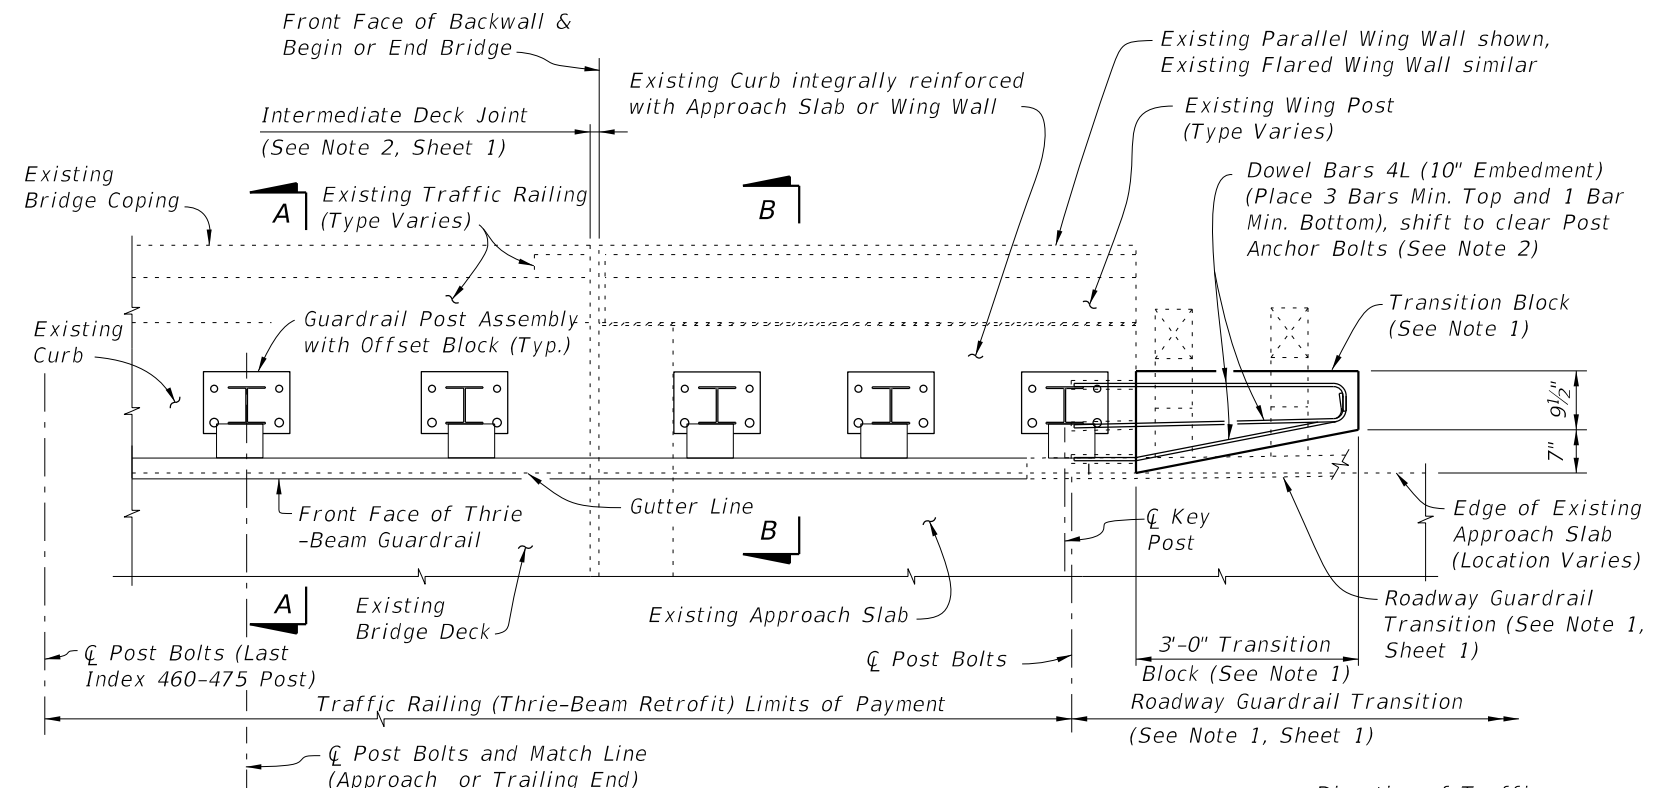 Front Face of Backwall &
Begin or End Bridge
Existing Parallel Wing Wall shown,
Existing Flared Wing Wall similar
Existing Curb integrally reinforced
with Approach Slab or Wing Wall
Existing Wing Post
(Type Varies)
Intermediate Deck Joint
(See Note 2, Sheet 1)
Existing
Bridge Coping
A
Existing Traffic Railing
(Type Varies)
B
Dowel Bars 4L (10" Embedment)
(Place 3 Bars Min. Top and 1 Bar
Min. Bottom), shift to clear Post
Anchor Bolts (See Note 2)
Transition Block
(See Note 1)
Existing
Curb
Guardrail Post Assembly
with Offset Block (Typ.)
9½"
7"
Front Face of Thrie
-Beam Guardrail
Gutter Line
B
℄ Key
Post
Edge of Existing
Approach Slab
(Location Varies)
A
Existing
Bridge Deck
Existing Approach Slab
Roadway Guardrail
Transition (See Note 1,
Sheet 1)
℄ Post Bolts (Last
Index 460-475 Post)
℄ Post Bolts
3'-0" Transition
Block (See Note 1)
Traffic Railing (Thrie-Beam Retrofit) Limits of Payment
Roadway Guardrail Transition
(See Note 1, Sheet 1)
℄ Post Bolts and Match Line
(Approach or Trailing End)